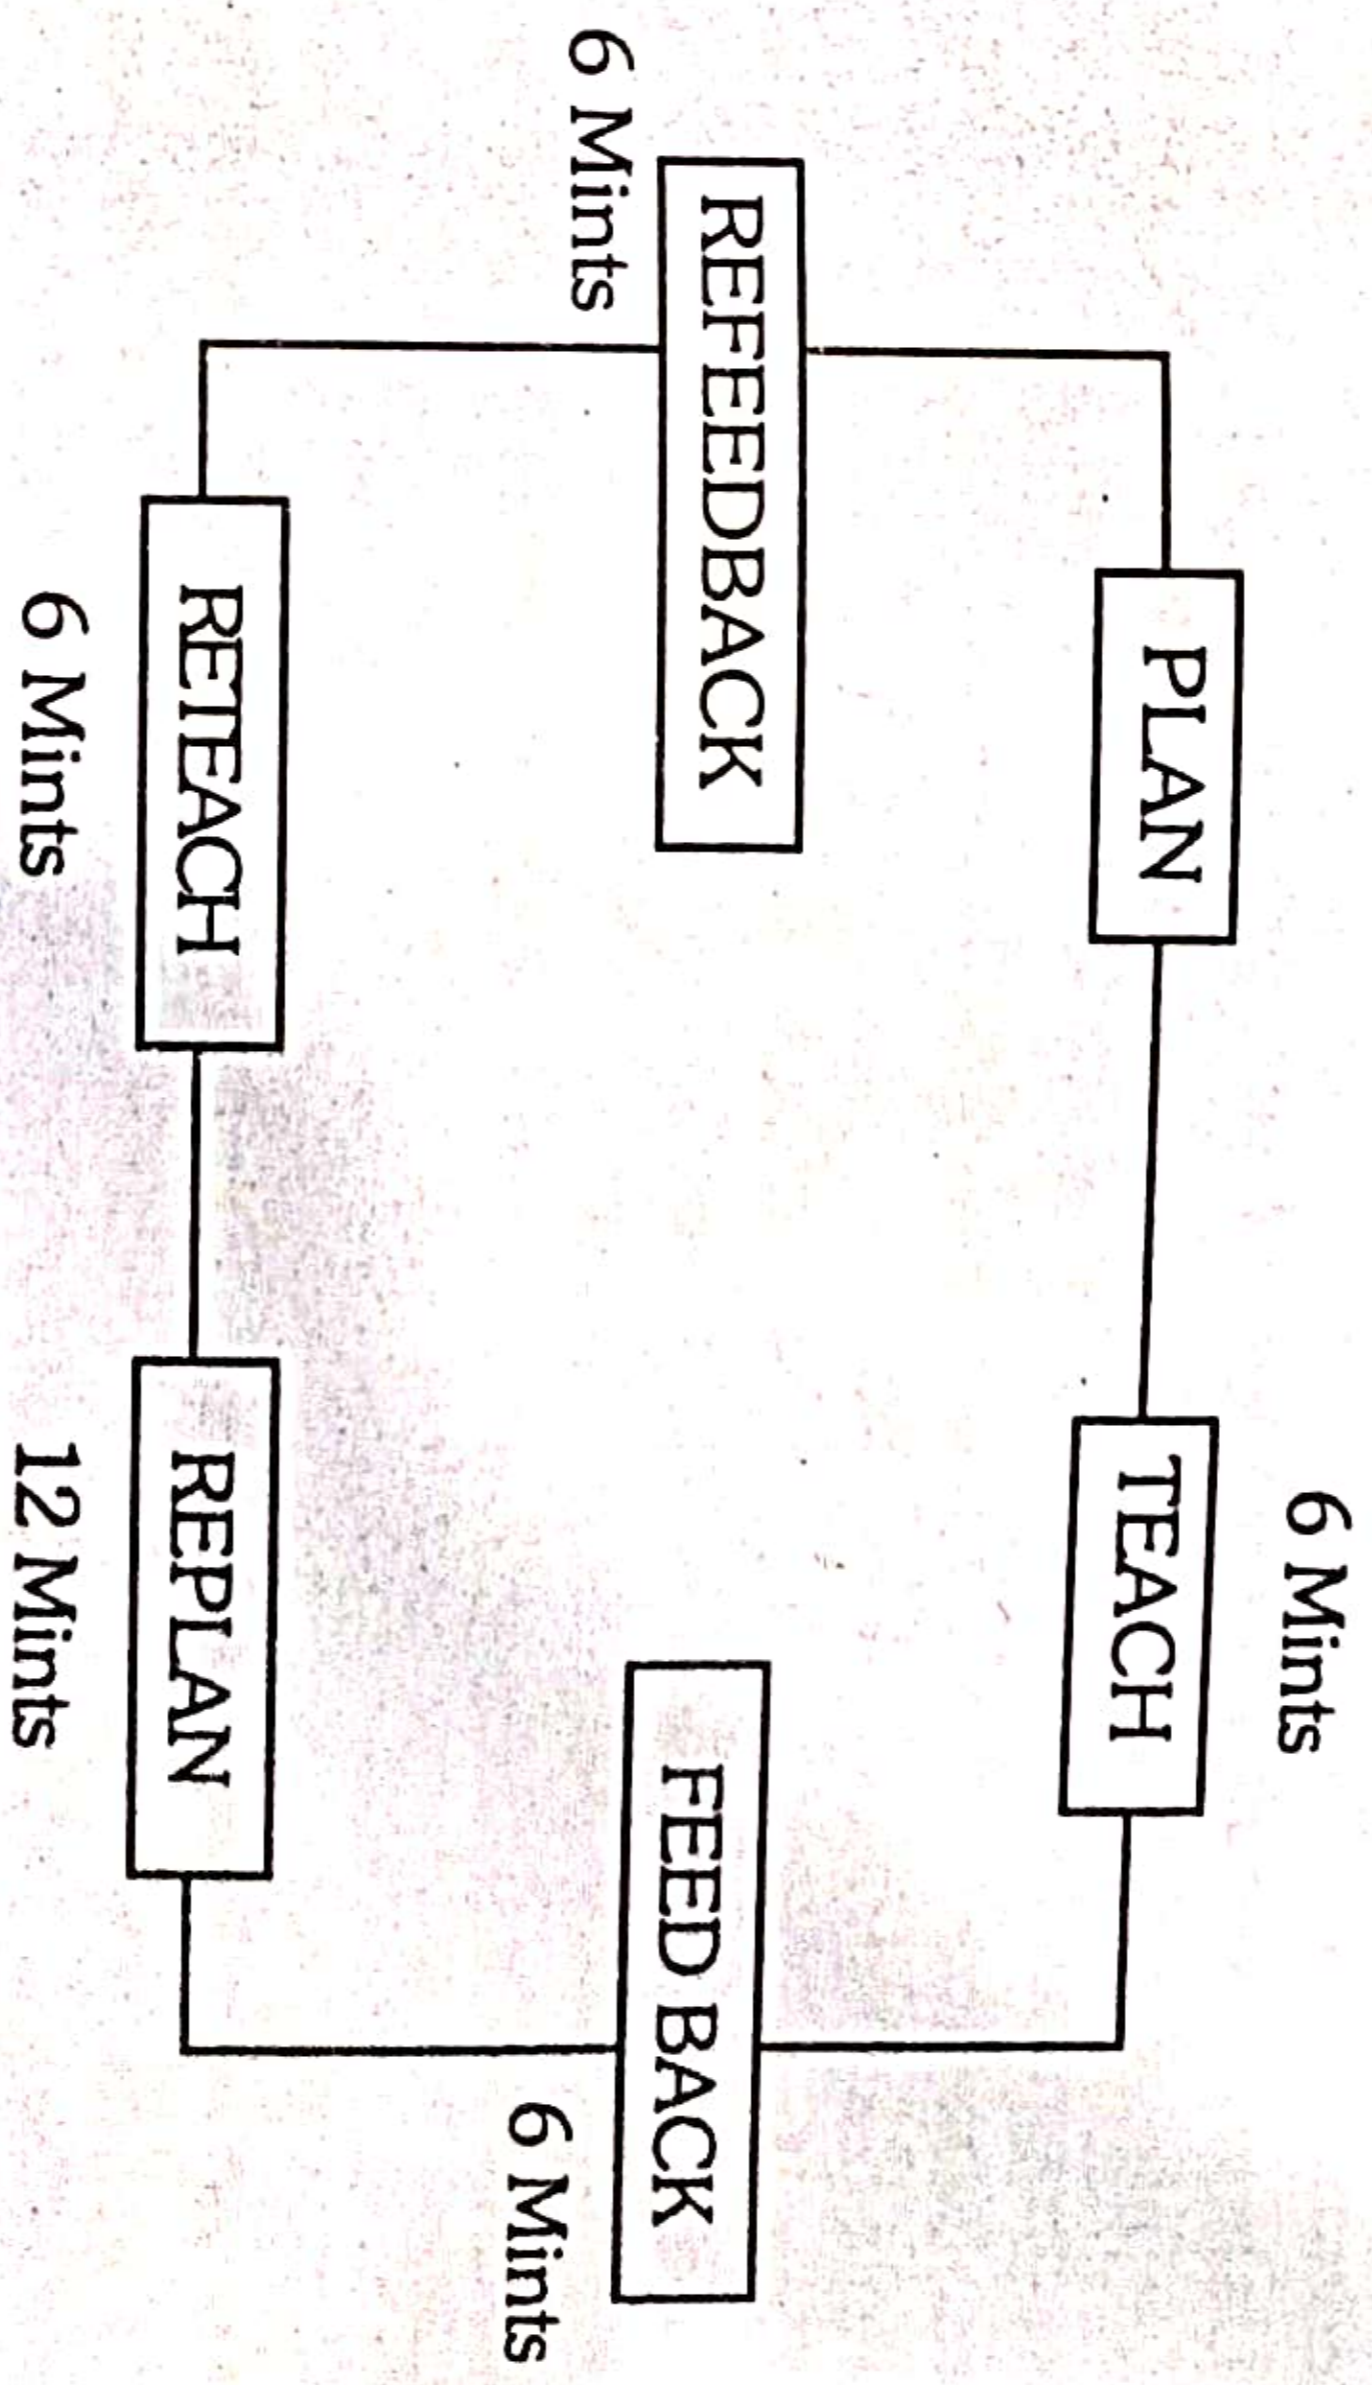 6 Mints
PLAN
TEACH
REFEEDBACK
6 Mints
FEED BACK
6 Mints
RETEACH
6 Mints
REPLAN
12 Mints